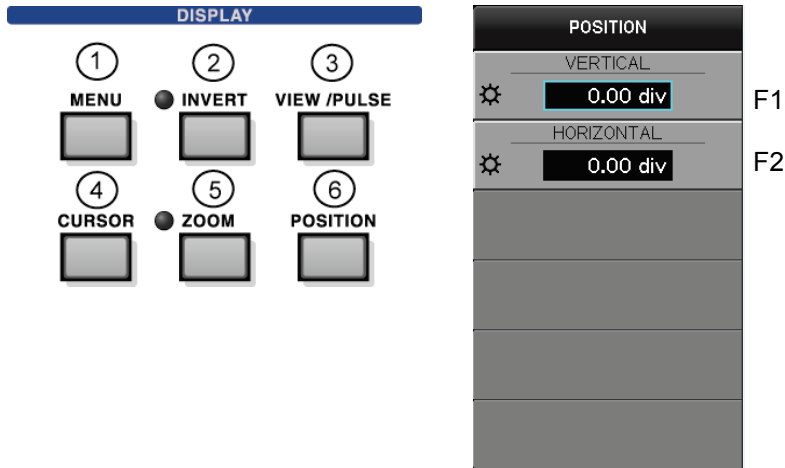 DISPLAY
1 2 3
MENU INVERT VIEW /PULSE
4 5 6
CURSOR ZOOM POSITION
POSITION
VERTICAL
0.00 div F1
HORIZONTAL
0.00 div F2